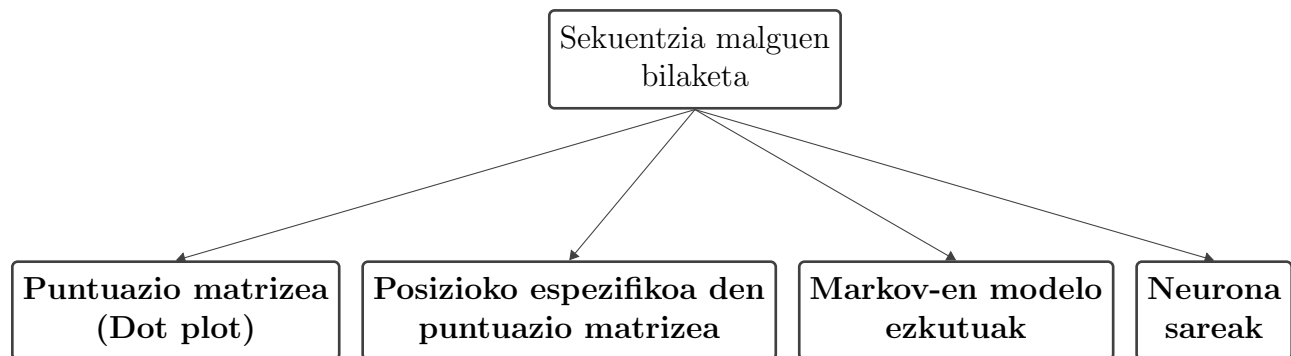 Sekuentzia malguen
bilaketa
Puntuazio matrizea
(Dot plot)
Posizioko espezifikoa den
puntuazio matrizea
Markov-en modelo
ezkutuak
Neurona
sareak